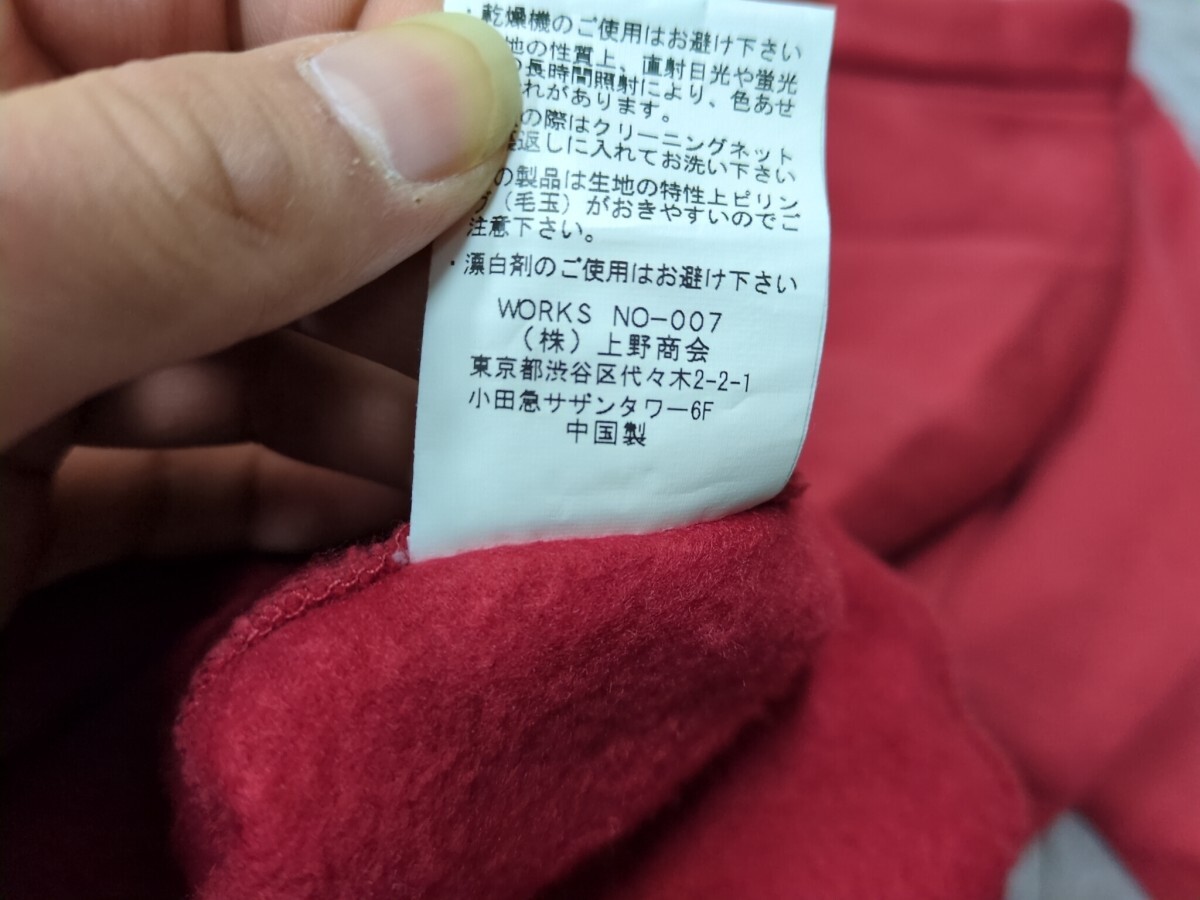 ・乾燥機のご使用はお避け下さい
地の性質上、直射日光や蛍光
長時間照射により、色あせ
れがあります。
の際はクリーニングネット
返しに入れてお洗い下さい
の製品は生地の特性上ピリン
グ（毛玉）がおきやすいのでご
注意下さい。
・漂白剤のご使用はお避け下さい
WORKS NO-007
（株）上野商会
東京都渋谷区代々木2-2-1
小田急サザンタワー6F
中国製